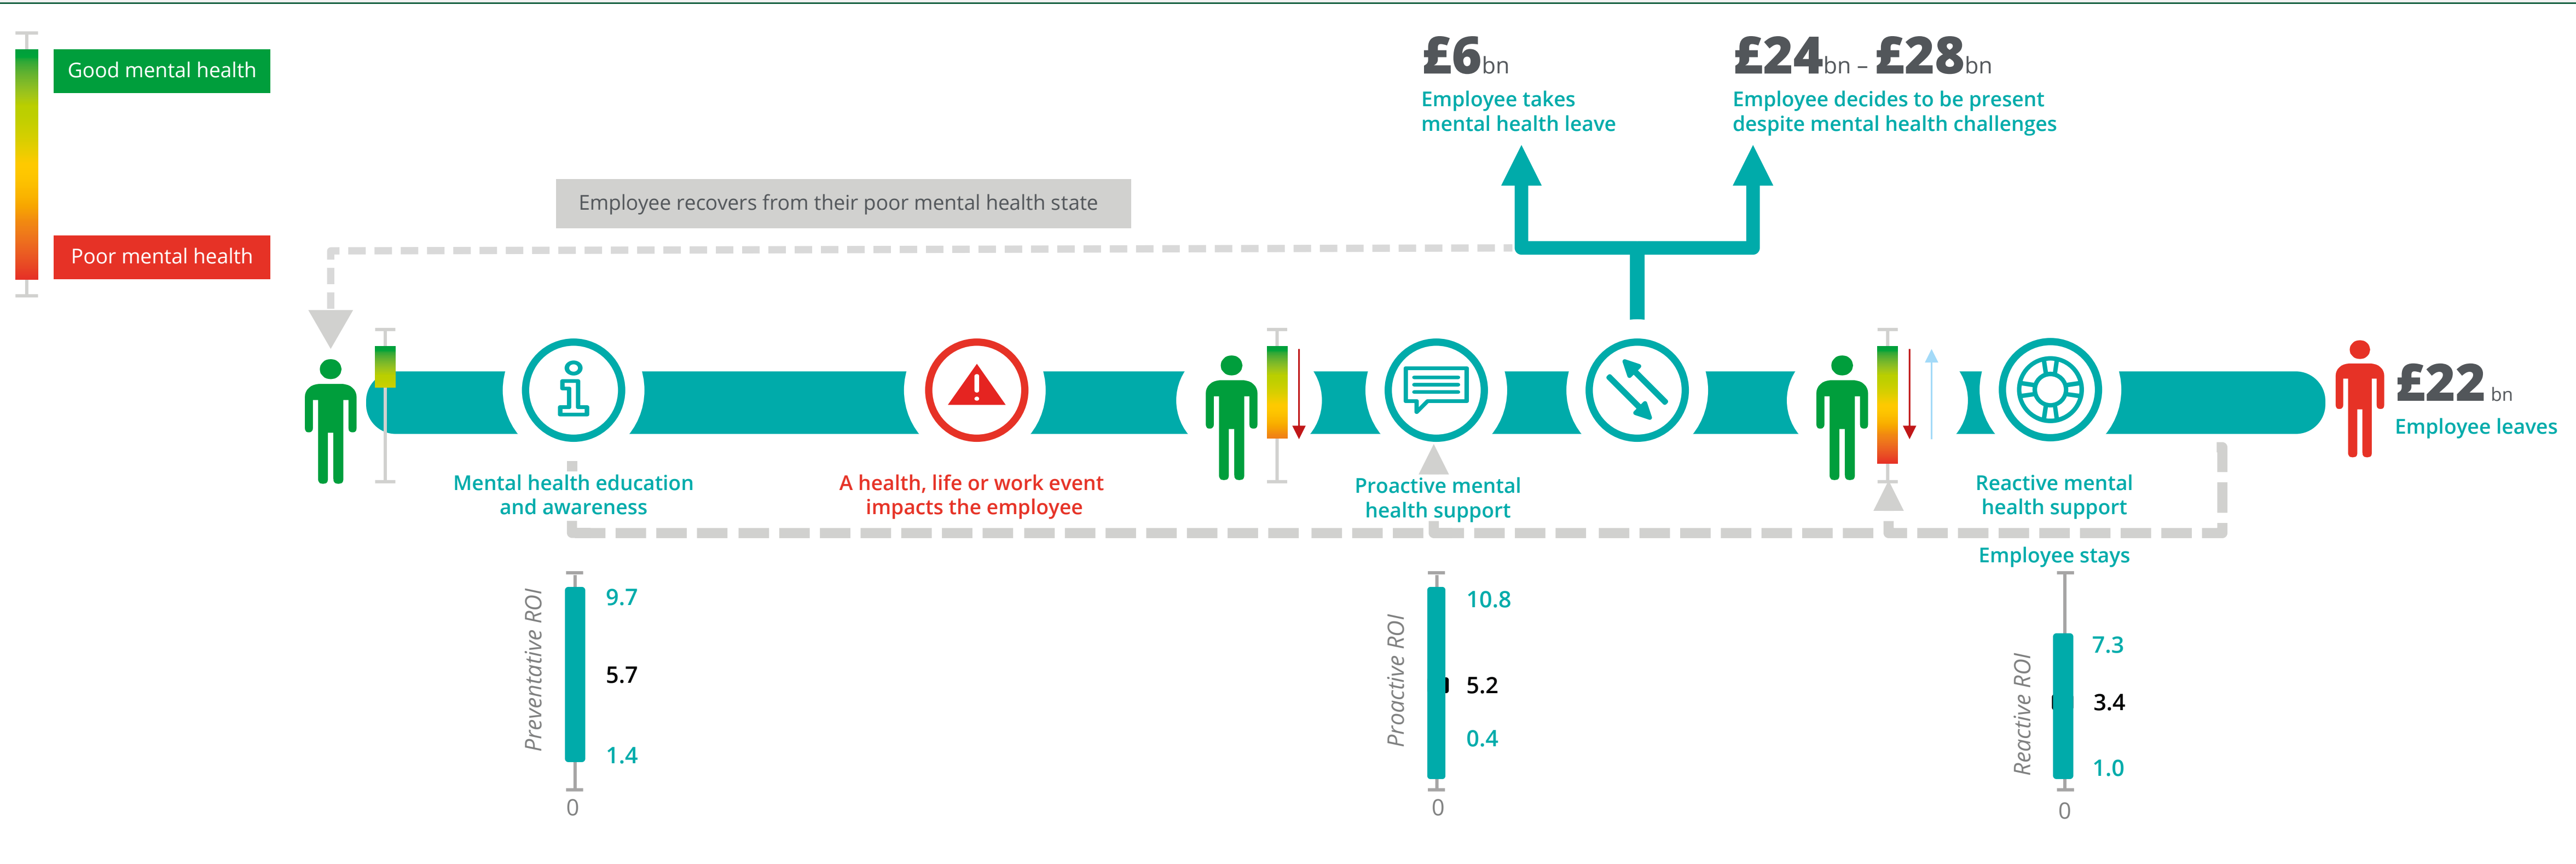 Good mental health
Poor mental health
£6bn
Employee takes
mental health leave
£24bn – £28bn
Employee decides to be present
despite mental health challenges
Employee recovers from their poor mental health state
£22 bn
Employee leaves
Mental health education
and awareness
A health, life or work event
impacts the employee
Proactive mental
health support
Reactive mental
health support
Employee stays
Preventative ROI
9.7
5.7
1.4
0
Proactive ROI
10.8
5.2
0.4
0
Reactive ROI
7.3
3.4
1.0
0